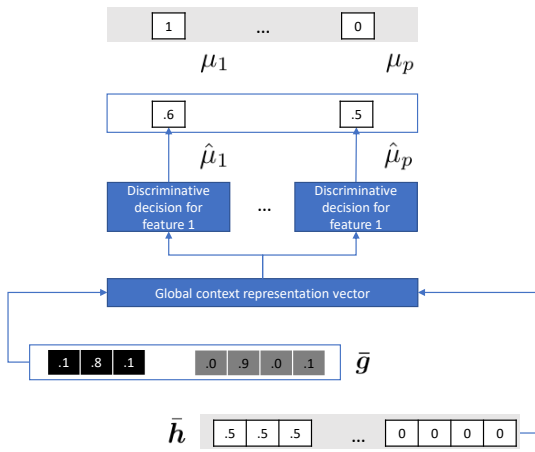 1 ... 0
μ₁ μₚ
.6 .5
μ̂₁ μ̂ₚ
Discriminative
decision for
feature 1
...
Discriminative
decision for
feature 1
Global context representation vector
.1 .8 .1 .0 .9 .0 .1 ḡ
h̄ .5 .5 .5 ... 0 0 0 0